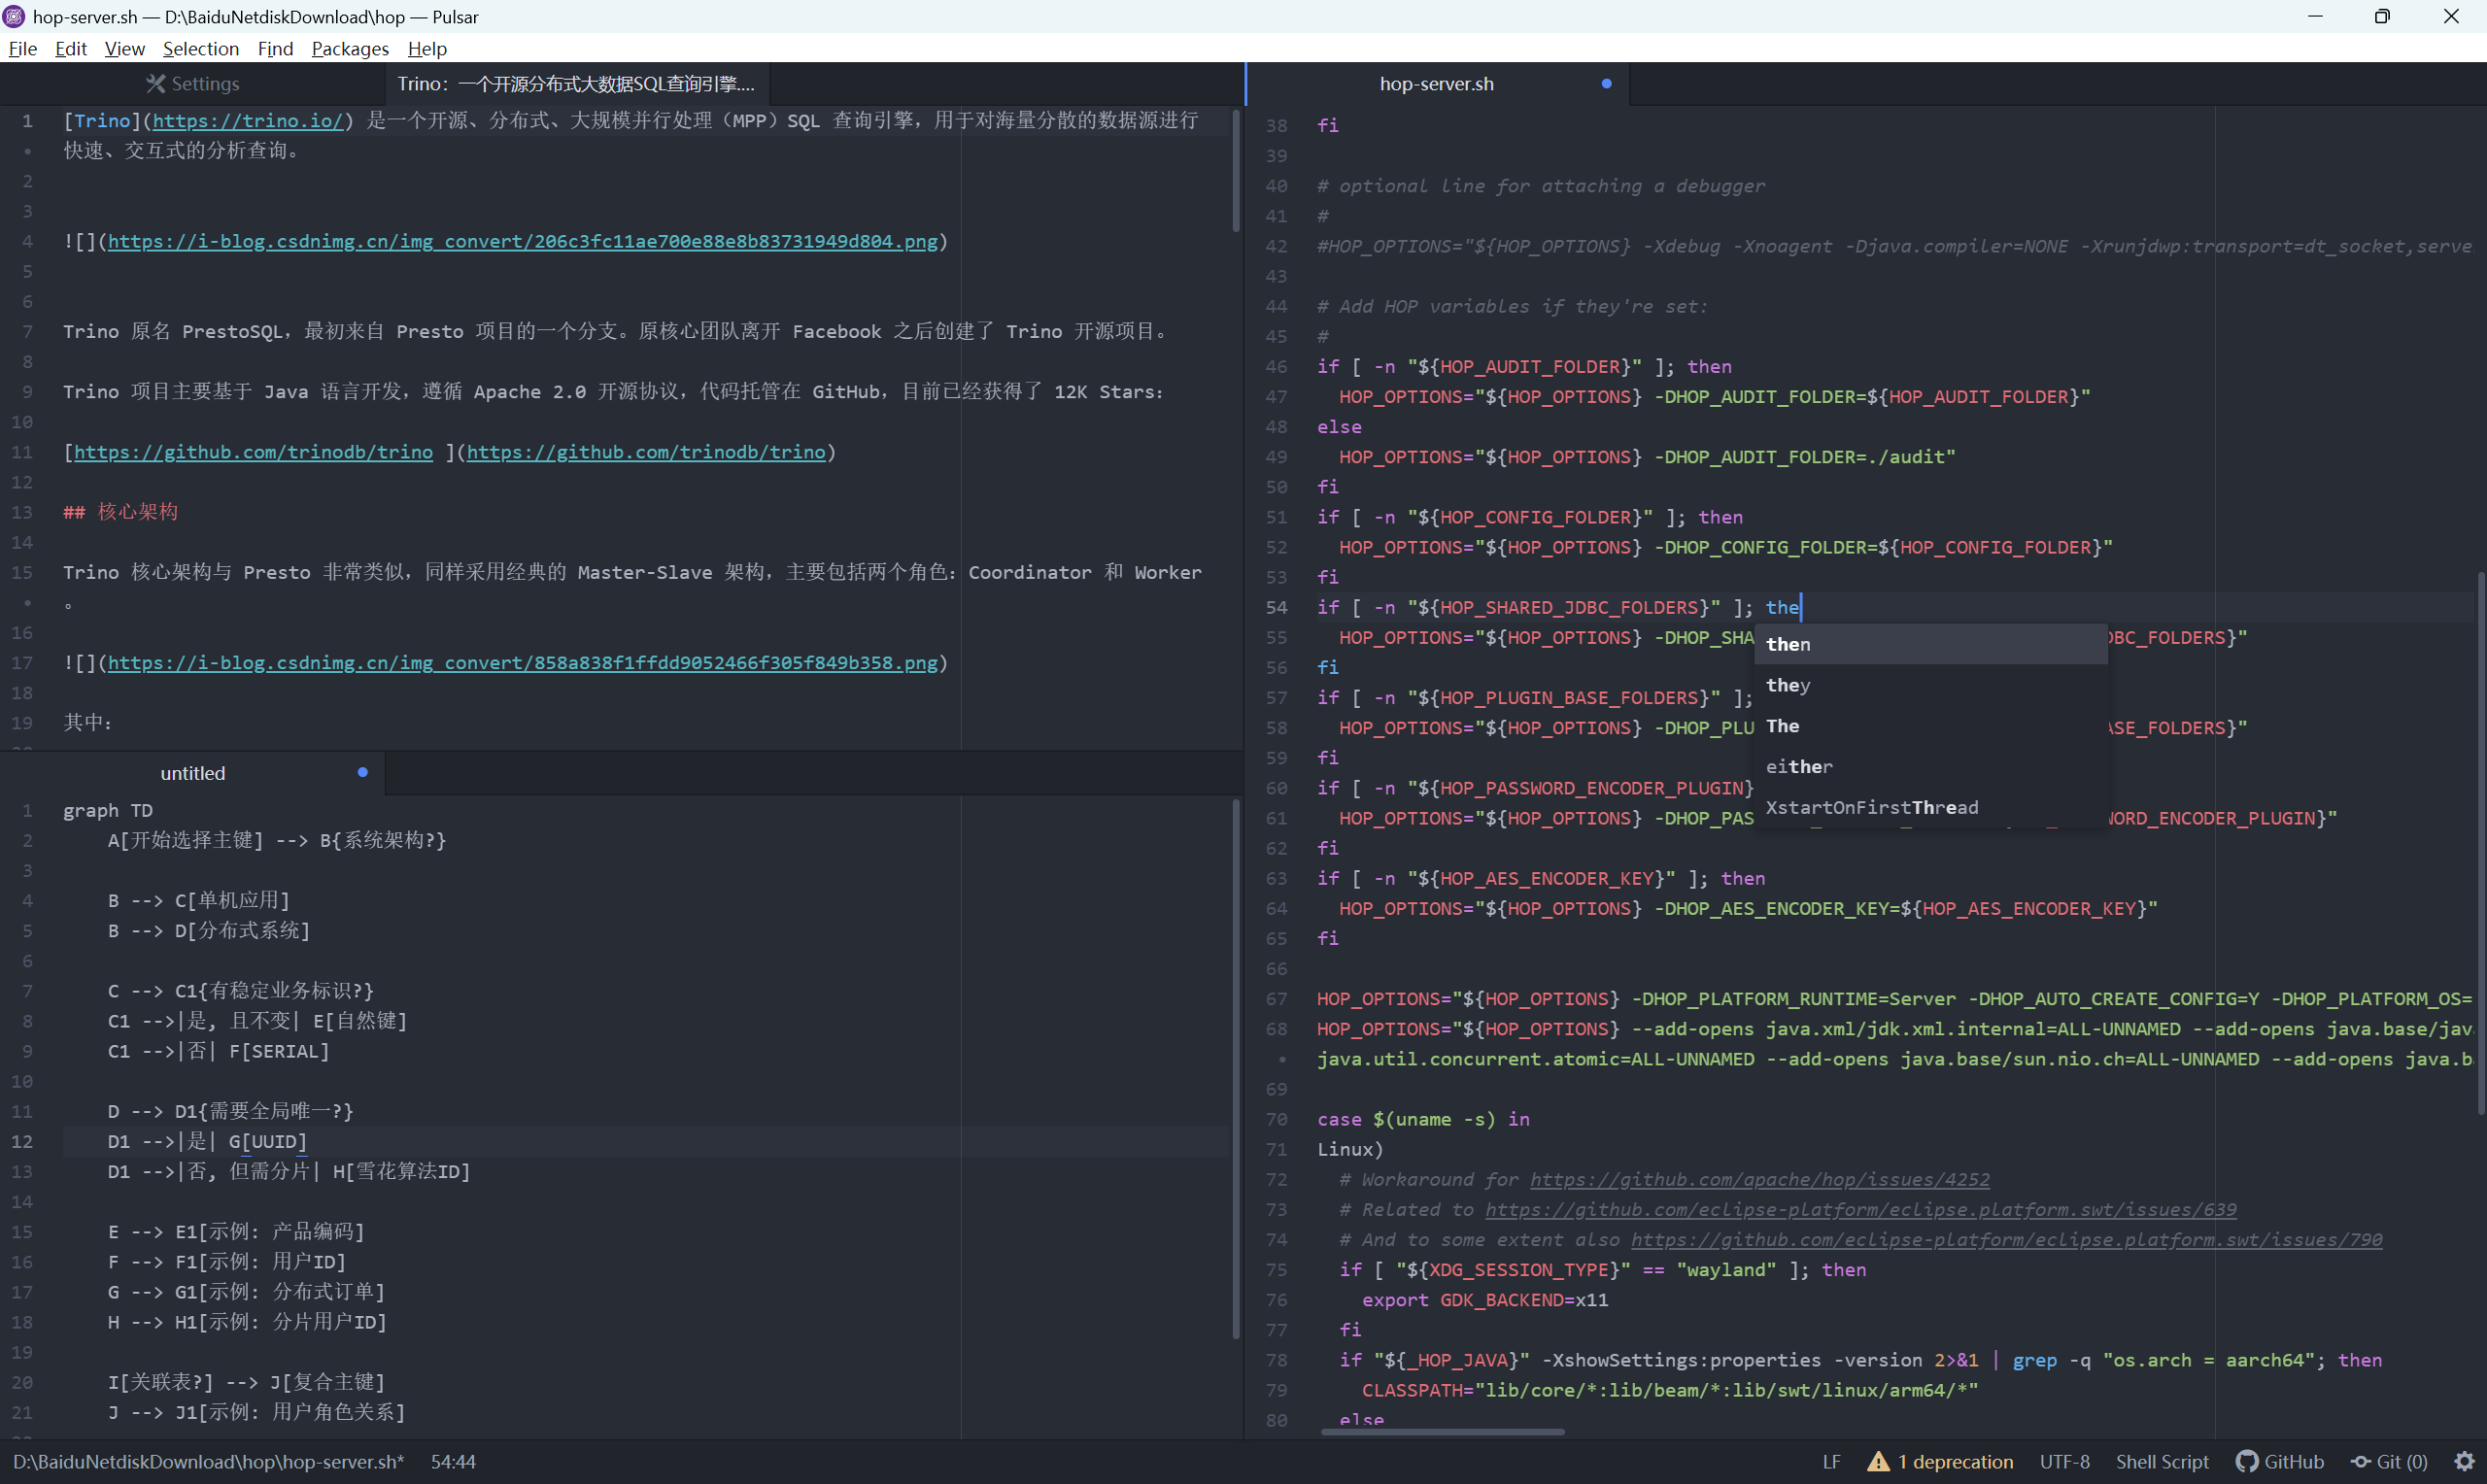 hop-server.sh — D:\BaiduNetdiskDownload\hop — Pulsar
File Edit View Selection Find Packages Help
Settings
Trino：一个开源分布式大数据SQL查询引擎....
1 [Trino](https://trino.io/) 是一个开源、分布式、大规模并行处理（MPP）SQL 查询引擎，用于对海量分散的数据源进行
• 快速、交互式的分析查询。
2
3
4 ![](https://i-blog.csdnimg.cn/img_convert/206c3fc11ae700e88e8b83731949d804.png)
5
6
7 Trino 原名 PrestoSQL，最初来自 Presto 项目的一个分支。原核心团队离开 Facebook 之后创建了 Trino 开源项目。
8
9 Trino 项目主要基于 Java 语言开发，遵循 Apache 2.0 开源协议，代码托管在 GitHub，目前已经获得了 12K Stars：
10
11 [https://github.com/trinodb/trino ](https://github.com/trinodb/trino)
12
13 ## 核心架构
14
15 Trino 核心架构与 Presto 非常类似，同样采用经典的 Master-Slave 架构，主要包括两个角色：Coordinator 和 Worker
• 。
16
17 ![](https://i-blog.csdnimg.cn/img_convert/858a838f1ffdd9052466f305f849b358.png)
18
19 其中：
untitled
1 graph TD
2 A[开始选择主键] --> B{系统架构?}
3
4 B --> C[单机应用]
5 B --> D[分布式系统]
6
7 C --> C1{有稳定业务标识?}
8 C1 -->|是, 且不变| E[自然键]
9 C1 -->|否| F[SERIAL]
10
11 D --> D1{需要全局唯一?}
12 D1 -->|是| G[UUID]
13 D1 -->|否, 但需分片| H[雪花算法ID]
14
15 E --> E1[示例: 产品编码]
16 F --> F1[示例: 用户ID]
17 G --> G1[示例: 分布式订单]
18 H --> H1[示例: 分片用户ID]
19
20 I[关联表?] --> J[复合主键]
21 J --> J1[示例: 用户角色关系]
hop-server.sh
38 fi
39
40 # optional line for attaching a debugger
41 #
42 #HOP_OPTIONS="${HOP_OPTIONS} -Xdebug -Xnoagent -Djava.compiler=NONE -Xrunjdwp:transport=dt_socket,serve
43
44 # Add HOP variables if they're set:
45 #
46 if [ -n "${HOP_AUDIT_FOLDER}" ]; then
47 HOP_OPTIONS="${HOP_OPTIONS} -DHOP_AUDIT_FOLDER=${HOP_AUDIT_FOLDER}"
48 else
49 HOP_OPTIONS="${HOP_OPTIONS} -DHOP_AUDIT_FOLDER=./audit"
50 fi
51 if [ -n "${HOP_CONFIG_FOLDER}" ]; then
52 HOP_OPTIONS="${HOP_OPTIONS} -DHOP_CONFIG_FOLDER=${HOP_CONFIG_FOLDER}"
53 fi
54 if [ -n "${HOP_SHARED_JDBC_FOLDERS}" ]; the
55 HOP_OPTIONS="${HOP_OPTIONS} -DHOP_SHA DBC_FOLDERS}"
56 fi
57 if [ -n "${HOP_PLUGIN_BASE_FOLDERS}" ];
58 HOP_OPTIONS="${HOP_OPTIONS} -DHOP_PLU ASE_FOLDERS}"
59 fi
60 if [ -n "${HOP_PASSWORD_ENCODER_PLUGIN}
61 HOP_OPTIONS="${HOP_OPTIONS} -DHOP_PAS WORD_ENCODER_PLUGIN}"
62 fi
63 if [ -n "${HOP_AES_ENCODER_KEY}" ]; then
64 HOP_OPTIONS="${HOP_OPTIONS} -DHOP_AES_ENCODER_KEY=${HOP_AES_ENCODER_KEY}"
65 fi
66
67 HOP_OPTIONS="${HOP_OPTIONS} -DHOP_PLATFORM_RUNTIME=Server -DHOP_AUTO_CREATE_CONFIG=Y -DHOP_PLATFORM_OS=
68 HOP_OPTIONS="${HOP_OPTIONS} --add-opens java.xml/jdk.xml.internal=ALL-UNNAMED --add-opens java.base/jav
• java.util.concurrent.atomic=ALL-UNNAMED --add-opens java.base/sun.nio.ch=ALL-UNNAMED --add-opens java.b
69
70 case $(uname -s) in
71 Linux)
72 # Workaround for https://github.com/apache/hop/issues/4252
73 # Related to https://github.com/eclipse-platform/eclipse.platform.swt/issues/639
74 # And to some extent also https://github.com/eclipse-platform/eclipse.platform.swt/issues/790
75 if [ "${XDG_SESSION_TYPE}" == "wayland" ]; then
76 export GDK_BACKEND=x11
77 fi
78 if "${_HOP_JAVA}" -XshowSettings:properties -version 2>&1 | grep -q "os.arch = aarch64"; then
79 CLASSPATH="lib/core/*:lib/beam/*:lib/swt/linux/arm64/*"
80 else
then
they
The
either
XstartOnFirstThread
D:\BaiduNetdiskDownload\hop\hop-server.sh* 54:44
LF 1 deprecation UTF-8 Shell Script GitHub Git (0)